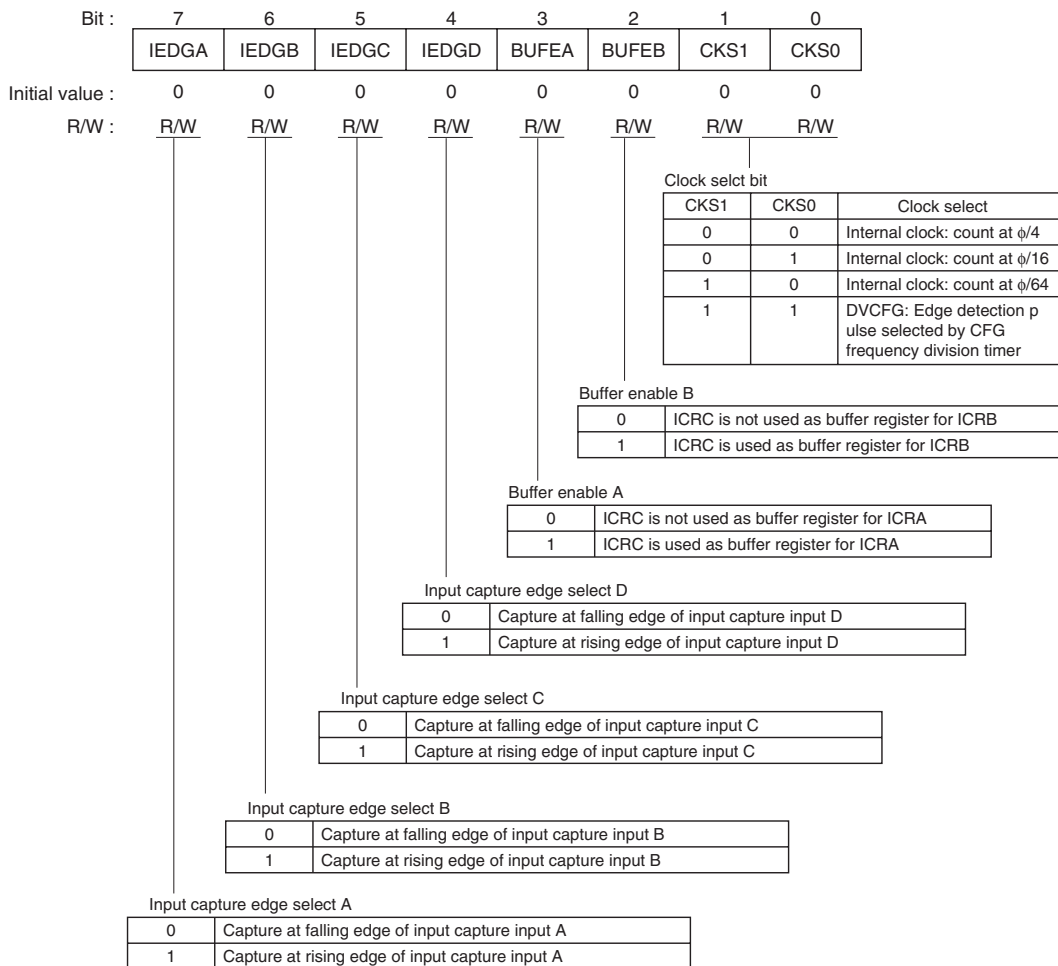 Bit : 7 6 5 4 3 2 1 0
IEDGA IEDGB IEDGC IEDGD BUFEA BUFEB CKS1 CKS0
Initial value : 0 0 0 0 0 0 0 0
R/W : R/W R/W R/W R/W R/W R/W R/W R/W
Clock selct bit
CKS1 CKS0 Clock select
0 0 Internal clock: count at ϕ/4
0 1 Internal clock: count at ϕ/16
1 0 Internal clock: count at ϕ/64
1 1 DVCFG: Edge detection p
ulse selected by CFG
frequency division timer
Buffer enable B
0 ICRC is not used as buffer register for ICRB
1 ICRC is used as buffer register for ICRB
Buffer enable A
0 ICRC is not used as buffer register for ICRA
1 ICRC is used as buffer register for ICRA
Input capture edge select D
0 Capture at falling edge of input capture input D
1 Capture at rising edge of input capture input D
Input capture edge select C
0 Capture at falling edge of input capture input C
1 Capture at rising edge of input capture input C
Input capture edge select B
0 Capture at falling edge of input capture input B
1 Capture at rising edge of input capture input B
Input capture edge select A
0 Capture at falling edge of input capture input A
1 Capture at rising edge of input capture input A